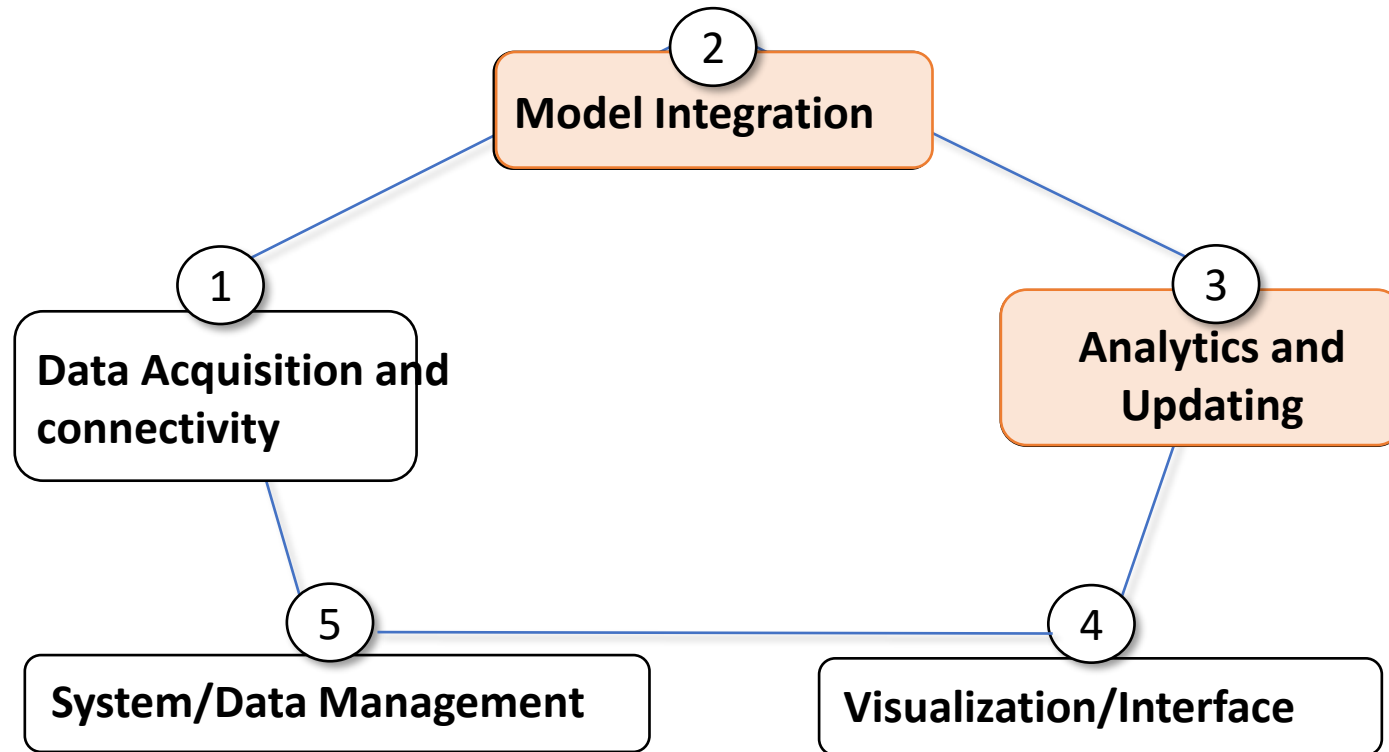 2
Model Integration
1
Data Acquisition and
connectivity
3
Analytics and
Updating
5
System/Data Management
4
Visualization/Interface